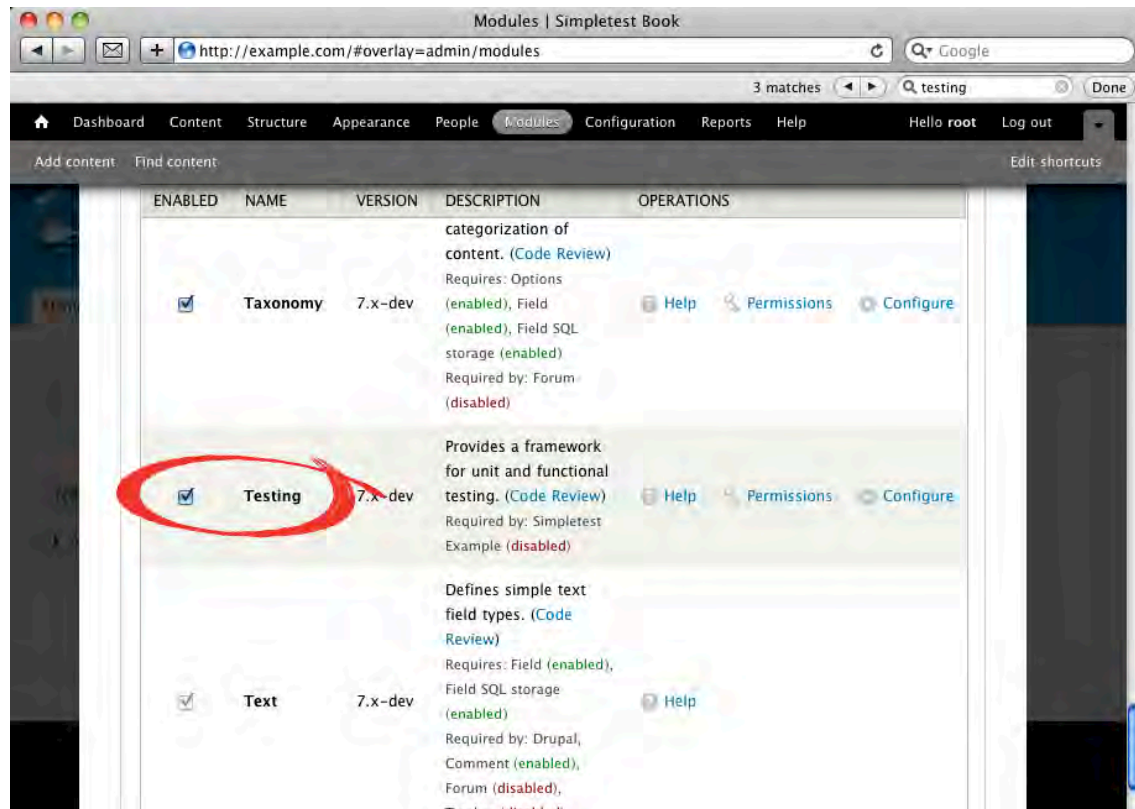 Modules | Simpletest Book
http://example.com/#overlay=admin/modules
Google
3 matches
testing
Done
Dashboard Content Structure Appearance People Modules Configuration Reports Help Hello root Log out
Add content Find content Edit shortcuts
ENABLED NAME VERSION DESCRIPTION OPERATIONS
categorization of
content. (Code Review)
Requires: Options
Taxonomy 7.x-dev (enabled), Field Help Permissions Configure
(enabled), Field SQL
storage (enabled)
Required by: Forum
(disabled)
Provides a framework
for unit and functional
Testing 7.x-dev testing. (Code Review) Help Permissions Configure
Required by: Simpletest
Example (disabled)
Defines simple text
field types. (Code
Review)
Requires: Field (enabled),
Field SQL storage
Text 7.x-dev (enabled) Help
Required by: Drupal,
Comment (enabled),
Forum (disabled),